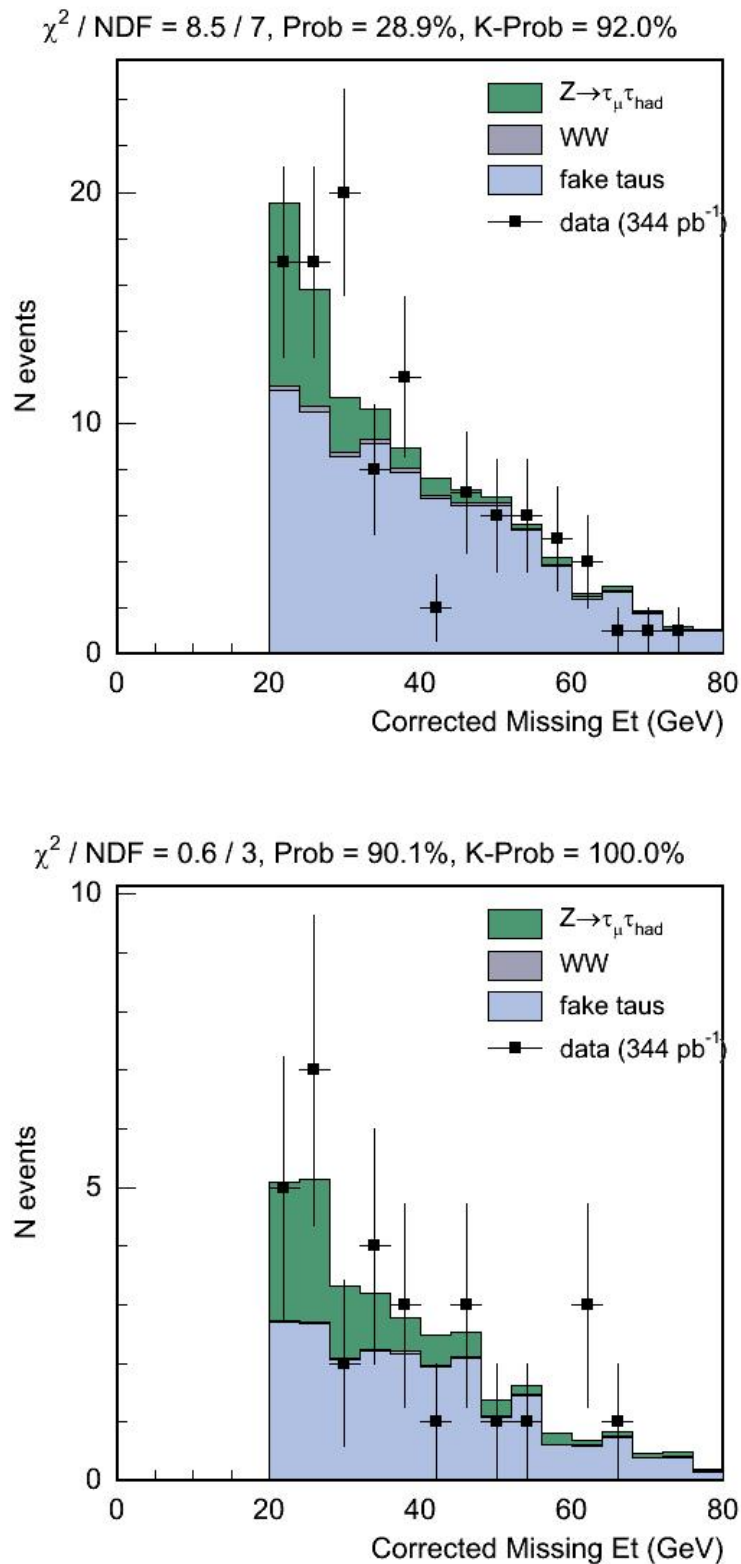 χ² / NDF = 8.5 / 7, Prob = 28.9%, K-Prob = 92.0%
Z→τ_μτ_had
WW
fake taus
data (344 pb⁻¹)
N events
20
10
0
0 20 40 60 80
Corrected Missing Et (GeV)
χ² / NDF = 0.6 / 3, Prob = 90.1%, K-Prob = 100.0%
10
Z→τ_μτ_had
WW
fake taus
data (344 pb⁻¹)
N events
5
0
0 20 40 60 80
Corrected Missing Et (GeV)